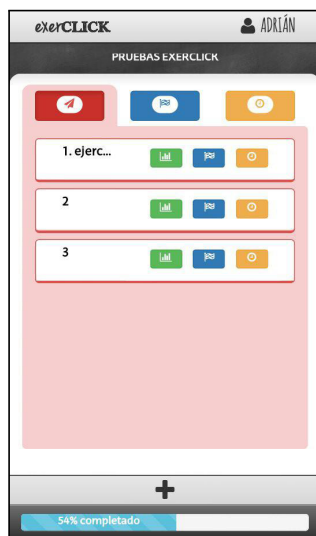 exerCLICK
ADRIÁN
PRUEBAS EXERCLICK
1. ejerc...
2
3
54% completado